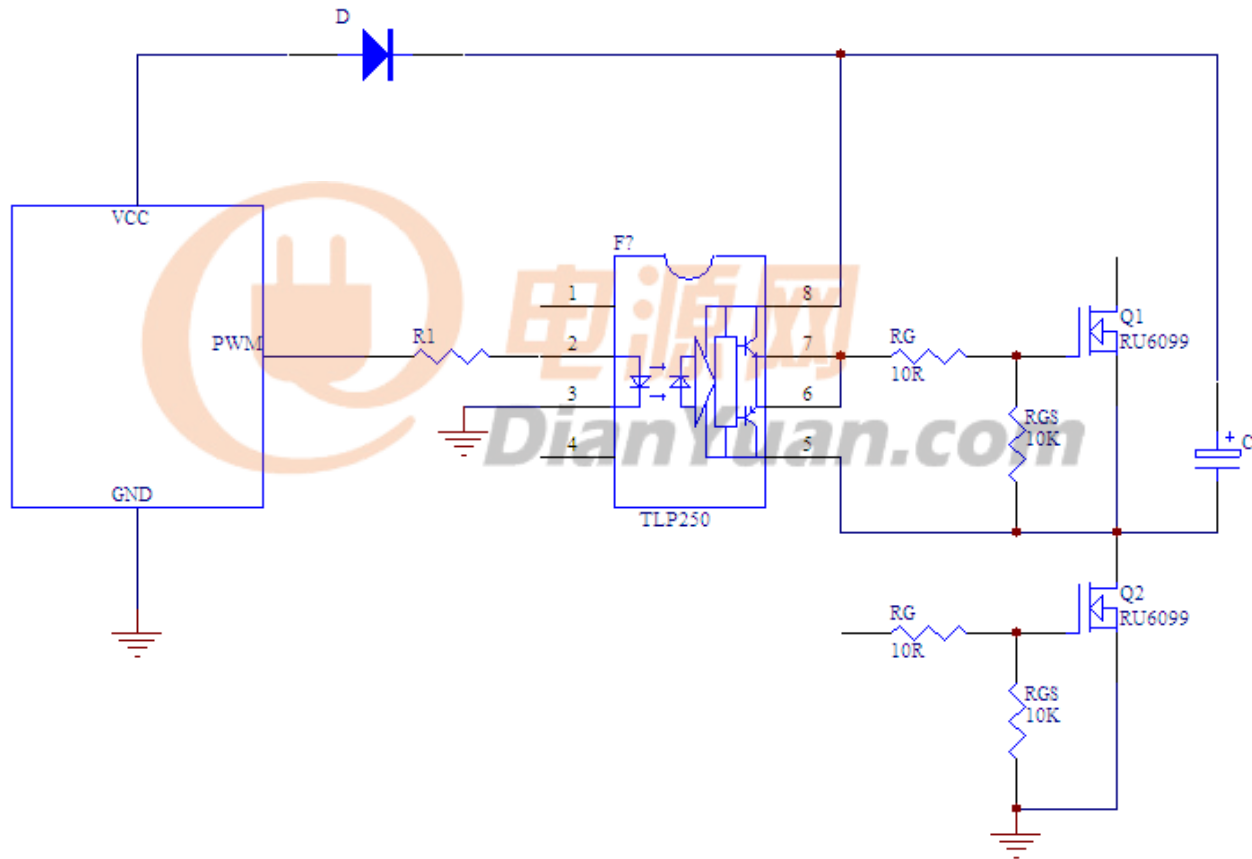 D
VCC
F?
1
8
电源网
Q1
RU6099
PWM
R1
2
7
RG
10R
3
6
RGS
10K
DianYuan.com
C
4
5
GND
TLP250
Q2
RU6099
RG
10R
RGS
10K